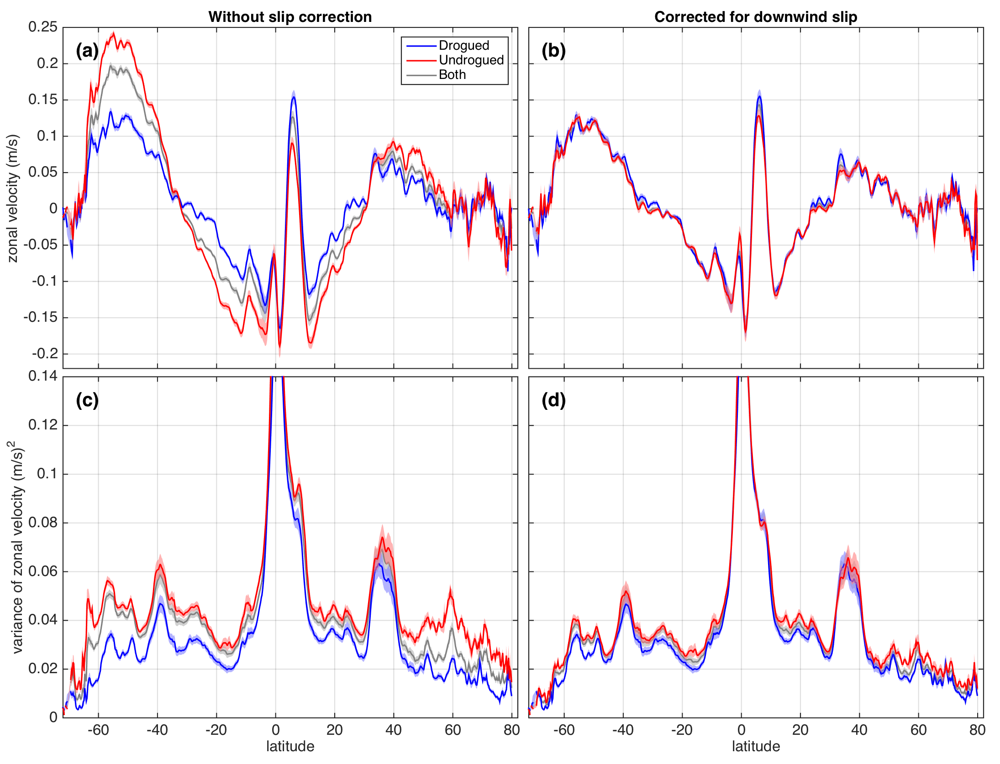 Without slip correction
Corrected for downwind slip
0.25
0.2
0.15
0.1
0.05
0
-0.05
-0.1
-0.15
-0.2
zonal velocity (m/s)
(a)
Drogued
Undrogued
Both
(b)
0.14
0.12
0.1
0.08
0.06
0.04
0.02
0
variance of zonal velocity (m/s)²
(c)
(d)
-60 -40 -20 0 20 40 60 80
-60 -40 -20 0 20 40 60 80
latitude
latitude